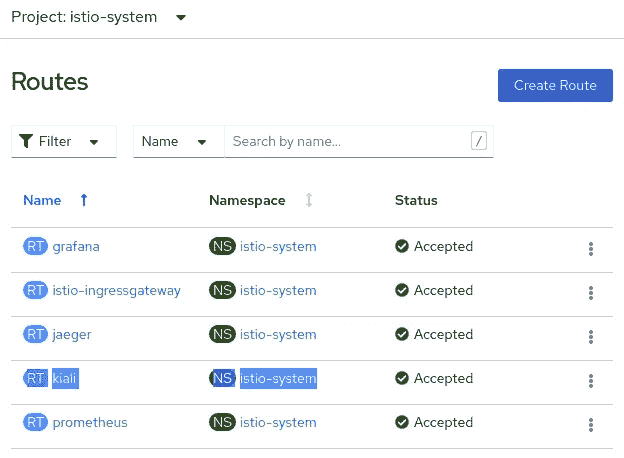 Project: istio-system
Routes
Create Route
Filter Name Search by name... /
Name Namespace Status
RT grafana NS istio-system Accepted
RT istio-ingressgateway NS istio-system Accepted
RT jaeger NS istio-system Accepted
RT kiali NS istio-system Accepted
RT prometheus NS istio-system Accepted